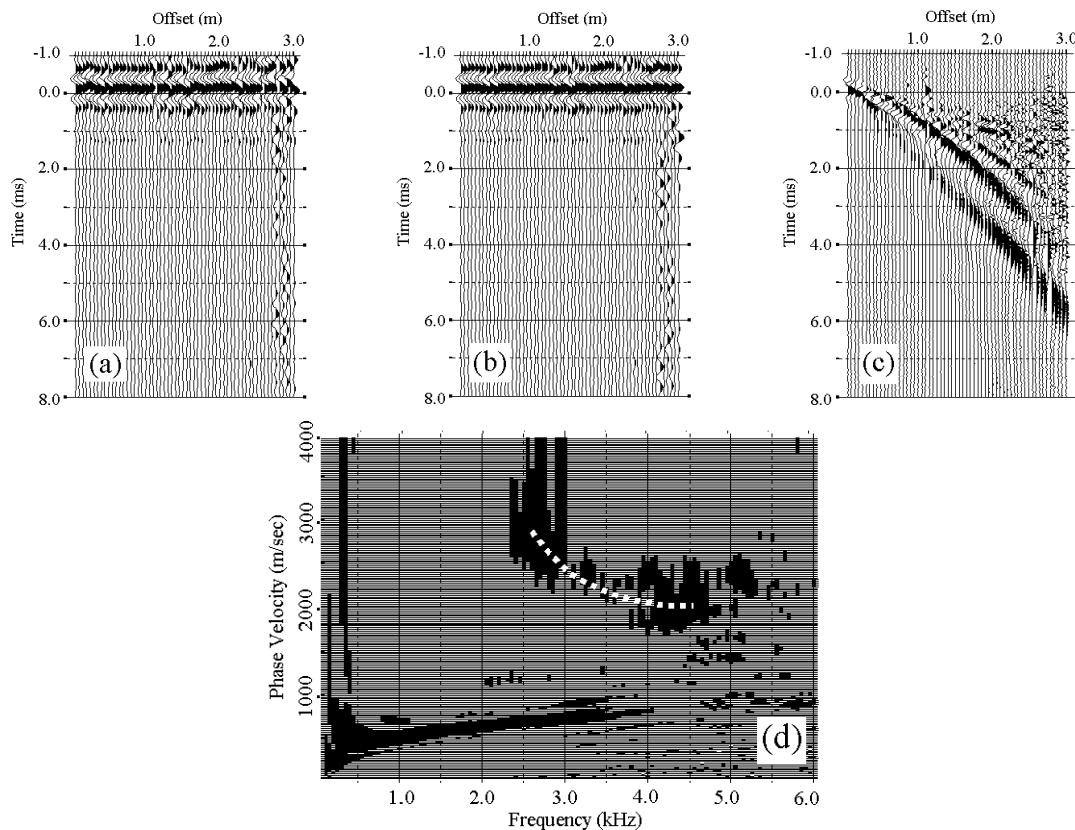 Offset (m)
1.0 2.0 3.0
-1.0
0.0
2.0
4.0
6.0
8.0
Time (ms)
(a)
Offset (m)
1.0 2.0 3.0
-1.0
0.0
2.0
4.0
6.0
8.0
Time (ms)
(b)
Offset (m)
1.0 2.0 3.0
-1.0
0.0
2.0
4.0
6.0
8.0
Time (ms)
(c)
4000
3000
2000
1000
Phase Velocity (m/sec)
(d)
1.0 2.0 3.0 4.0 5.0 6.0
Frequency (kHz)